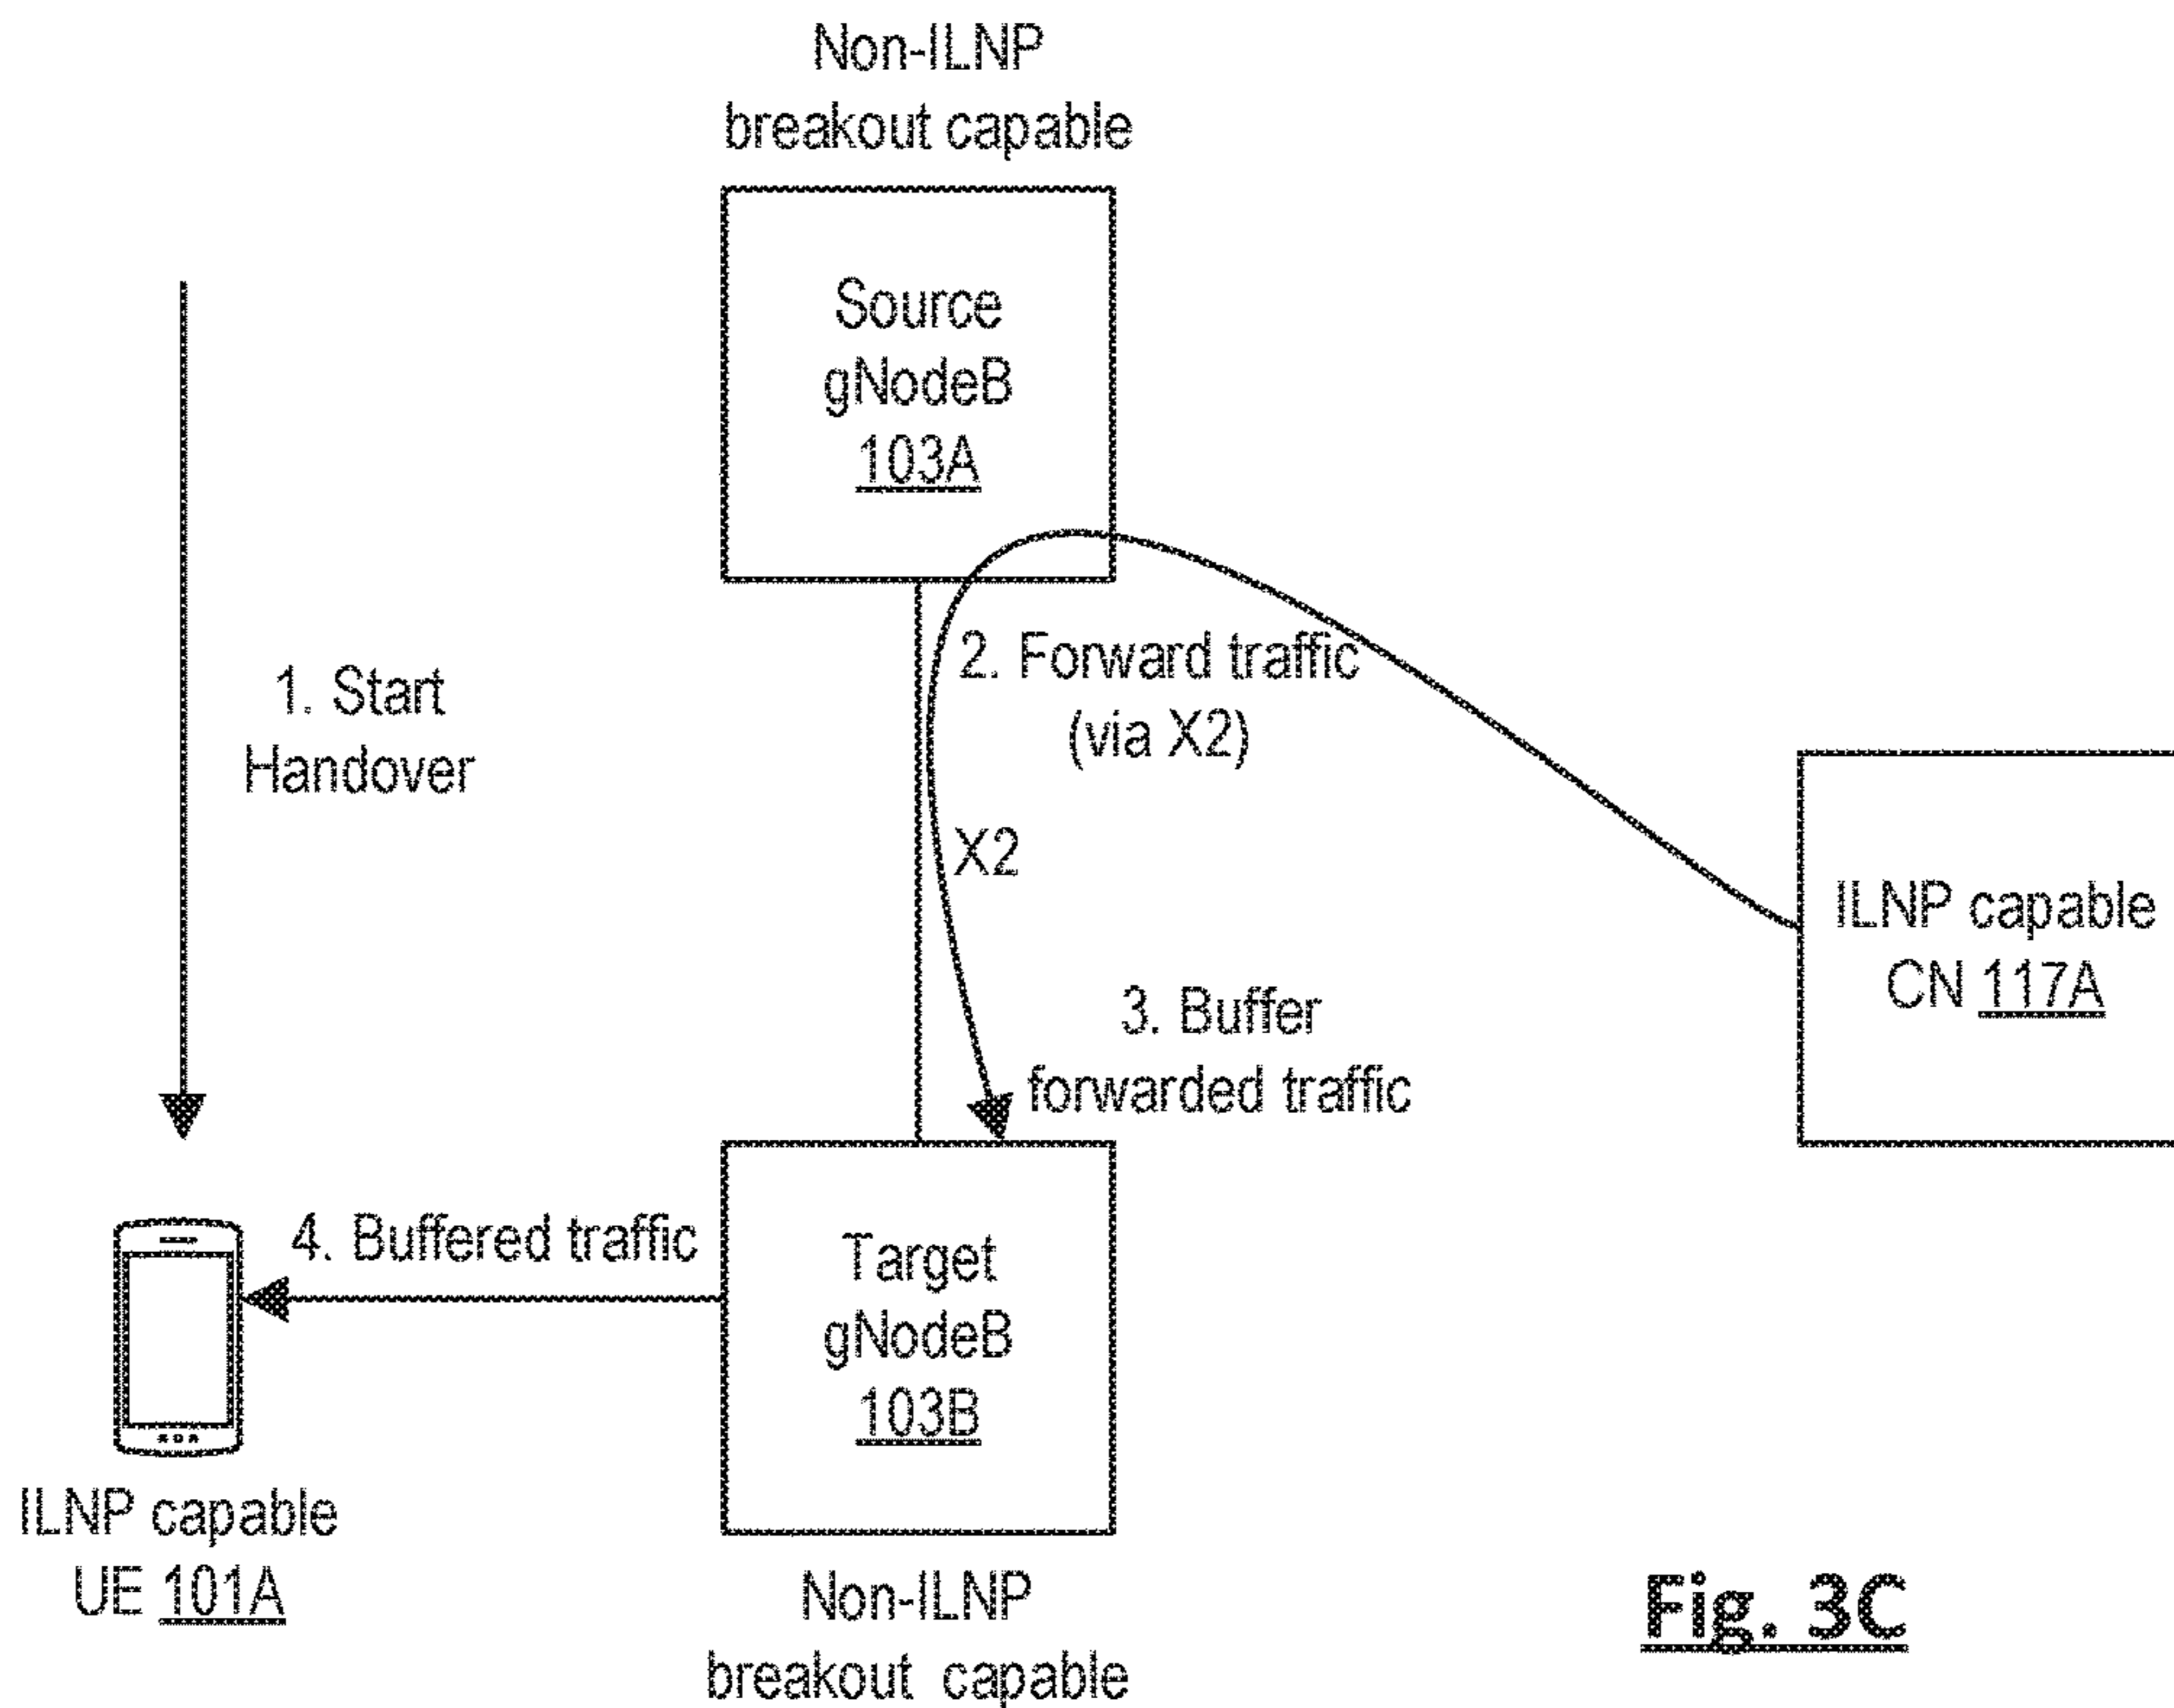 Non-ILNP
breakout capable
Source
gNodeB
103A
1. Start
Handover
2. Forward traffic
(via X2)
X2
ILNP capable
CN 117A
3. Buffer
forwarded traffic
4. Buffered traffic
Target
gNodeB
103B
ILNP capable
UE 101A
Non-ILNP
breakout capable
Fig. 3C